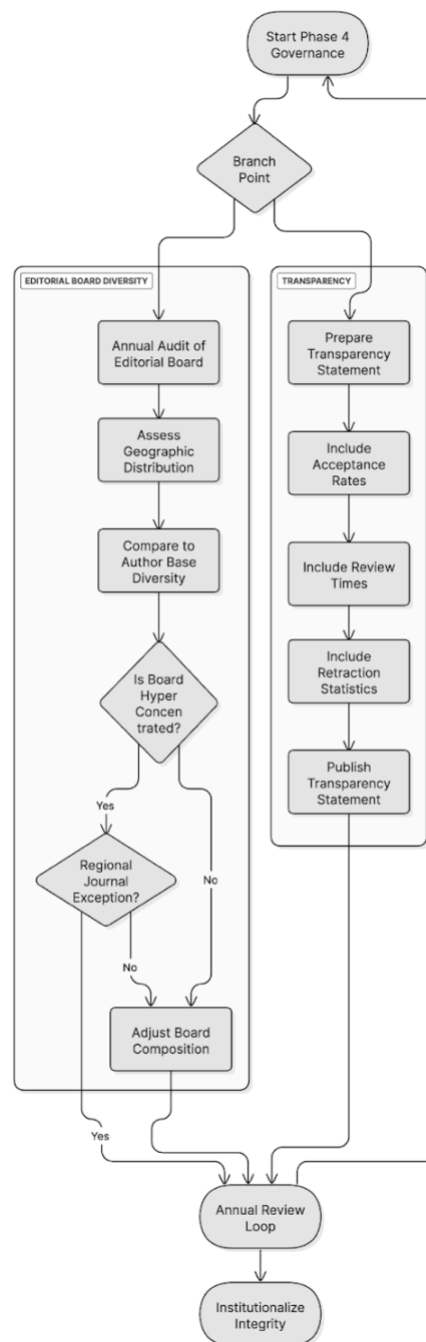 Start Phase 4
Governance
Branch
Point
EDITORIAL BOARD DIVERSITY
Annual Audit of
Editorial Board
Assess
Geographic
Distribution
Compare to
Author Base
Diversity
Is Board
Hyper
Concen
trated?
Yes
No
Regional
Journal
Exception?
No
Adjust Board
Composition
Yes
TRANSPARENCY
Prepare
Transparency
Statement
Include
Acceptance
Rates
Include Review
Times
Include
Retraction
Statistics
Publish
Transparency
Statement
Annual Review
Loop
Institutionalize
Integrity